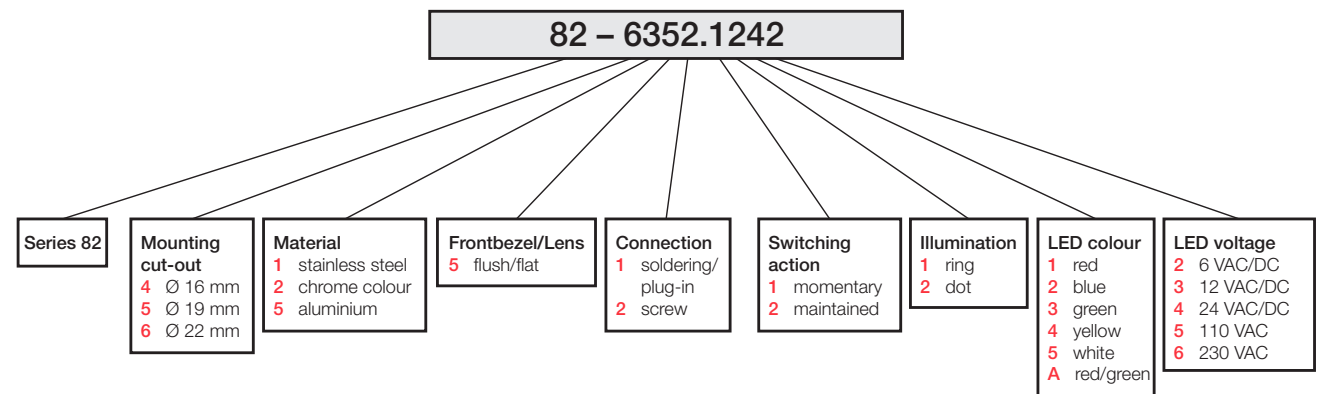 82 – 6352.1242
Series 82
Mounting
cut-out
4 Ø 16 mm
5 Ø 19 mm
6 Ø 22 mm
Material
1 stainless steel
2 chrome colour
5 aluminium
Frontbezel/Lens
5 flush/flat
Connection
1 soldering/
plug-in
2 screw
Switching
action
1 momentary
2 maintained
Illumination
1 ring
2 dot
LED colour
1 red
2 blue
3 green
4 yellow
5 white
A red/green
LED voltage
2 6 VAC/DC
3 12 VAC/DC
4 24 VAC/DC
5 110 VAC
6 230 VAC